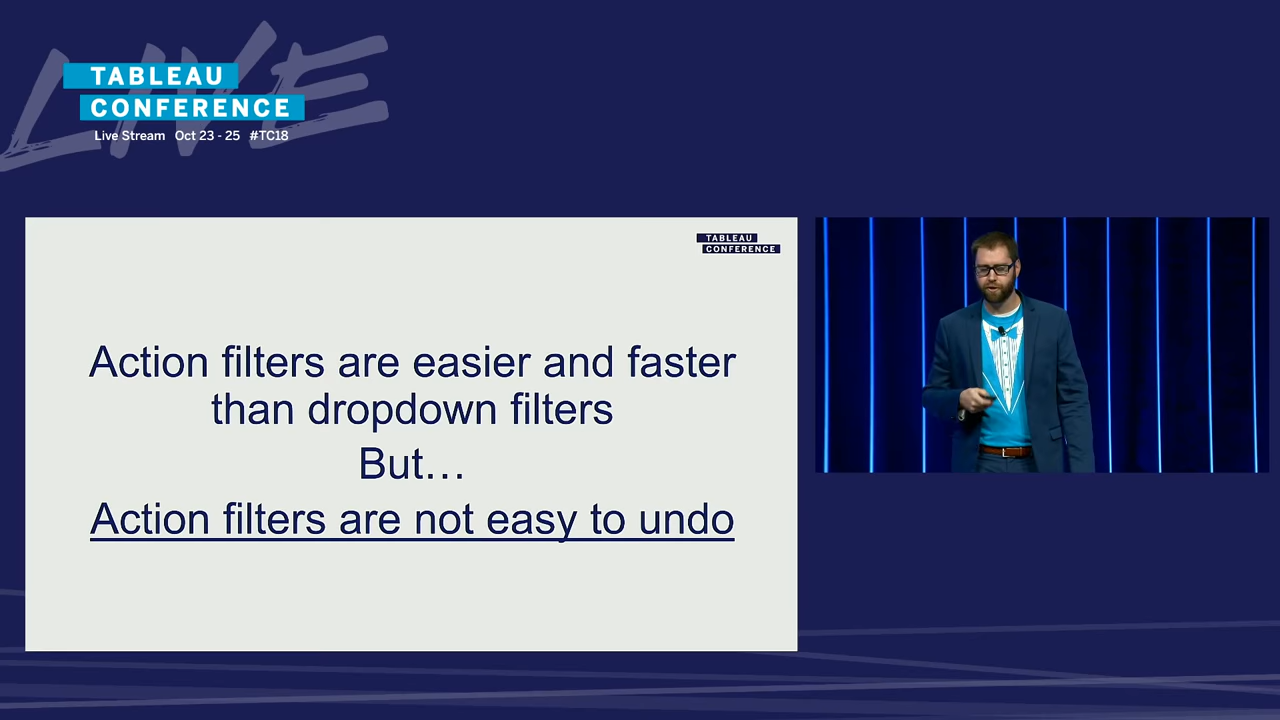 LIVE
TABLEAU
CONFERENCE
Live Stream Oct 23 - 25 #TC18
TABLEAU
CONFERENCE
Action filters are easier and faster
than dropdown filters
But…
Action filters are not easy to undo